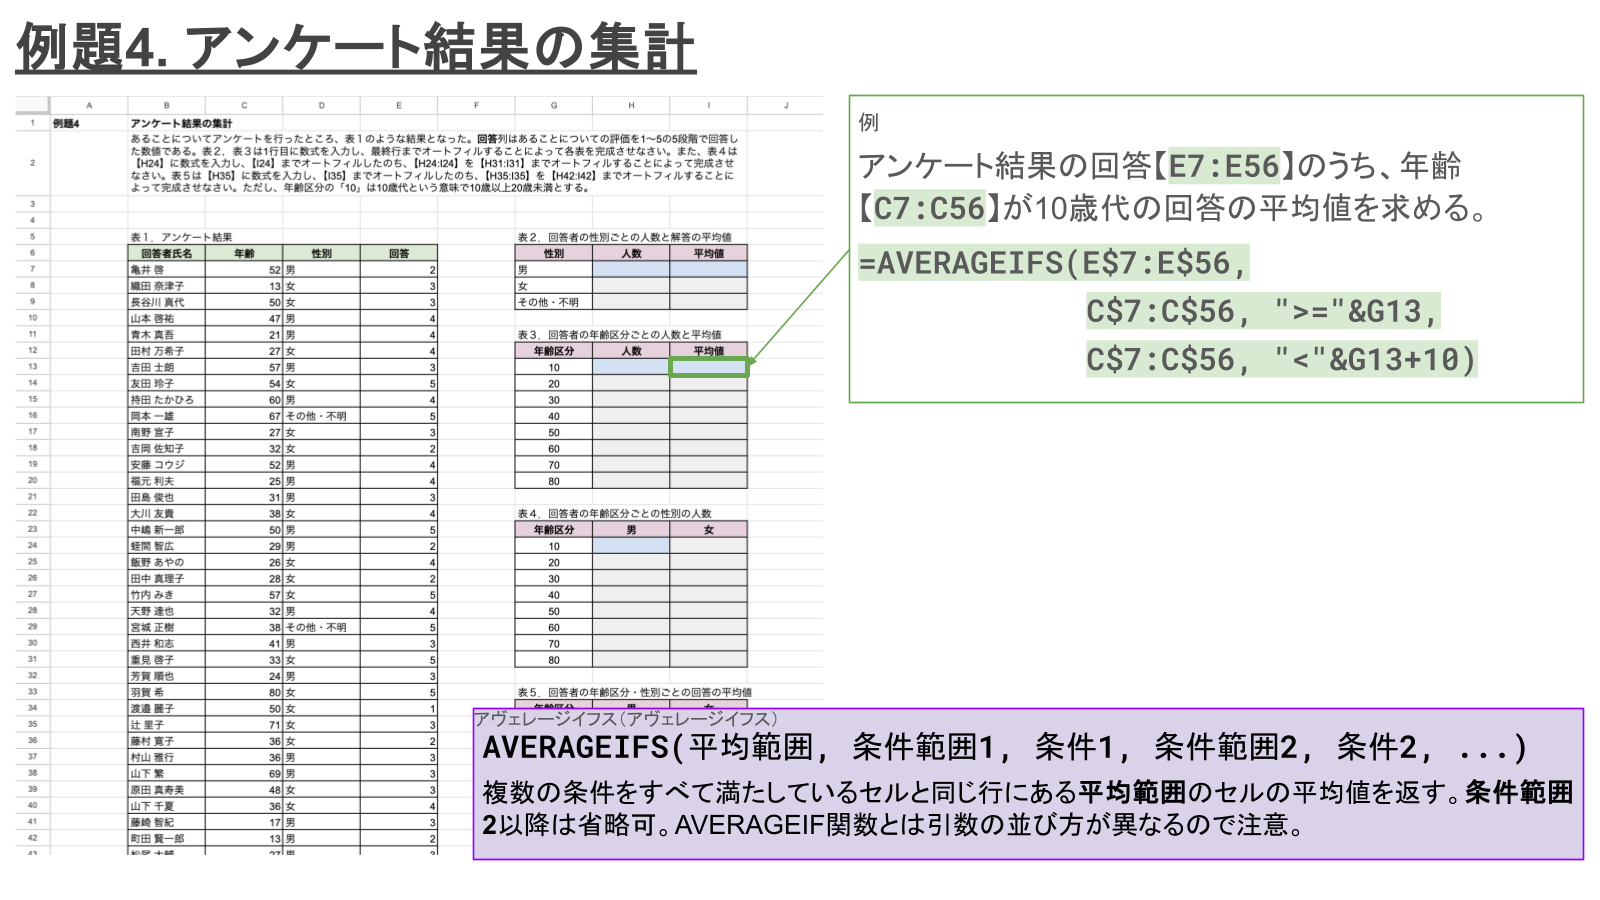 例題4. アンケート結果の集計
A B C D E F G H I J
1 例題4 アンケート結果の集計
2 あることについてアンケートを行ったところ、表1のような結果となった。回答列はあることについての評価を1〜5の5段階で回答し
た数値である。表2、表3は1行目に数式を入力し、最終行までオートフィルすることによって各表を完成させなさい。また、表4は
【H24】に数式を入力し、【I24】までオートフィルしたのち、【H24:I24】を【H31:I31】までオートフィルすることによって完成させ
なさい。表5は【H35】に数式を入力し、【I35】までオートフィルしたのち、【H35:I35】を【H42:I42】までオートフィルすることに
よって完成させなさい。ただし、年齢区分の「10」は10歳代という意味で10歳以上20歳未満とする。
3
4
5 表1. アンケート結果 表2. 回答者の性別ごとの人数と解答の平均値
6 回答者氏名 年齢 性別 回答 性別 人数 平均値
7 亀井 啓 52 男 2 男
8 織田 奈津子 13 女 3 女
9 長谷川 真代 50 女 3 その他・不明
10 山本 啓祐 47 男 4
11 青木 真吾 21 男 4 表3. 回答者の年齢区分ごとの人数と平均値
12 田村 万希子 27 女 4 年齢区分 人数 平均値
13 吉田 士朗 57 男 3 10
14 友田 玲子 54 女 5 20
15 持田 たかひろ 60 男 4 30
16 岡本 一雄 67 その他・不明 5 40
17 南野 宣子 27 女 3 50
18 吉岡 佐知子 32 女 2 60
19 安藤 コウジ 52 男 4 70
20 福元 利夫 25 男 4 80
21 田島 俊也 31 男 3
22 大川 友貴 38 女 4 表4. 回答者の年齢区分ごとの性別の人数
23 中嶋 新一郎 50 男 5 年齢区分 男 女
24 蛭間 智広 29 男 2 10
25 飯野 あやの 26 女 4 20
26 田中 真理子 28 女 2 30
27 竹内 みき 57 女 5 40
28 天野 達也 32 男 4 50
29 宮城 正樹 38 その他・不明 5 60
30 西井 和志 41 男 3 70
31 重見 啓子 33 女 5 80
32 芳賀 順也 24 男 3
33 羽賀 希 80 女 5 表5. 回答者の年齢区分・性別ごとの回答の平均値
34 渡邉 麗子 50 女 1
35 辻 里子 71 女 3
36 藤村 寛子 36 女 2
37 村山 雅行 36 男 3
38 山下 繁 69 男 3
39 原田 真寿美 48 女 3
40 山下 千夏 36 女 4
41 藤崎 智紀 17 男 3
42 町田 賢一郎 13 男 2
例
アンケート結果の回答【E7:E56】のうち、年齢
【C7:C56】が10歳代の回答の平均値を求める。
=AVERAGEIFS(E$7:E$56,
C$7:C$56, ">="&G13,
C$7:C$56, "<"&G13+10)
アヴェレージイフス（アヴェレージイフス）
AVERAGEIFS(平均範囲, 条件範囲1, 条件1, 条件範囲2, 条件2, ...)
複数の条件をすべて満たしているセルと同じ行にある平均範囲のセルの平均値を返す。条件範囲
2以降は省略可。AVERAGEIF関数とは引数の並び方が異なるので注意。